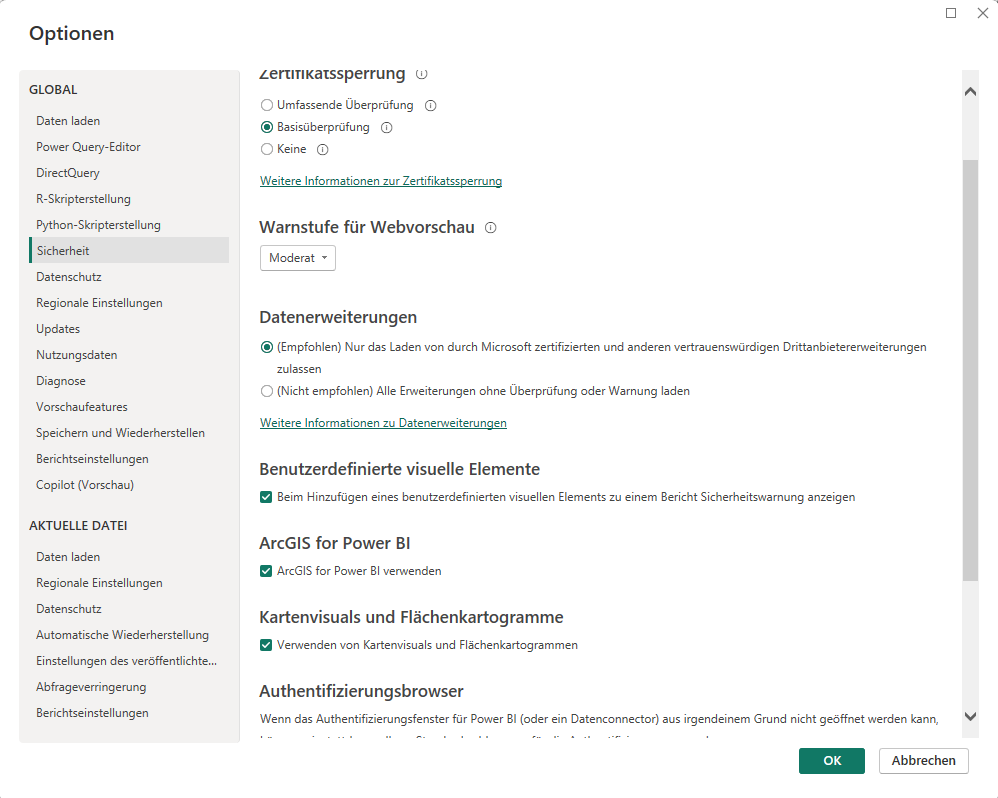 Optionen
GLOBAL
Daten laden
Power Query-Editor
DirectQuery
R-Skripterstellung
Python-Skripterstellung
Sicherheit
Datenschutz
Regionale Einstellungen
Updates
Nutzungsdaten
Diagnose
Vorschaufeatures
Speichern und Wiederherstellen
Berichtseinstellungen
Copilot (Vorschau)
AKTUELLE DATEI
Daten laden
Regionale Einstellungen
Datenschutz
Automatische Wiederherstellung
Einstellungen des veröffentlichte...
Abfrageverringerung
Berichtseinstellungen
Zertifikatssperrung
Umfassende Überprüfung
Basisüberprüfung
Keine
Weitere Informationen zur Zertifikatssperrung
Warnstufe für Webvorschau
Moderat
Datenerweiterungen
(Empfohlen) Nur das Laden von durch Microsoft zertifizierten und anderen vertrauenswürdigen Drittanbietererweiterungen
zulassen
(Nicht empfohlen) Alle Erweiterungen ohne Überprüfung oder Warnung laden
Weitere Informationen zu Datenerweiterungen
Benutzerdefinierte visuelle Elemente
Beim Hinzufügen eines benutzerdefinierten visuellen Elements zu einem Bericht Sicherheitswarnung anzeigen
ArcGIS for Power BI
ArcGIS for Power BI verwenden
Kartenvisuals und Flächenkartogramme
Verwenden von Kartenvisuals und Flächenkartogrammen
Authentifizierungsbrowser
Wenn das Authentifizierungsfenster für Power BI (oder ein Datenconnector) aus irgendeinem Grund nicht geöffnet werden kann,
OK
Abbrechen